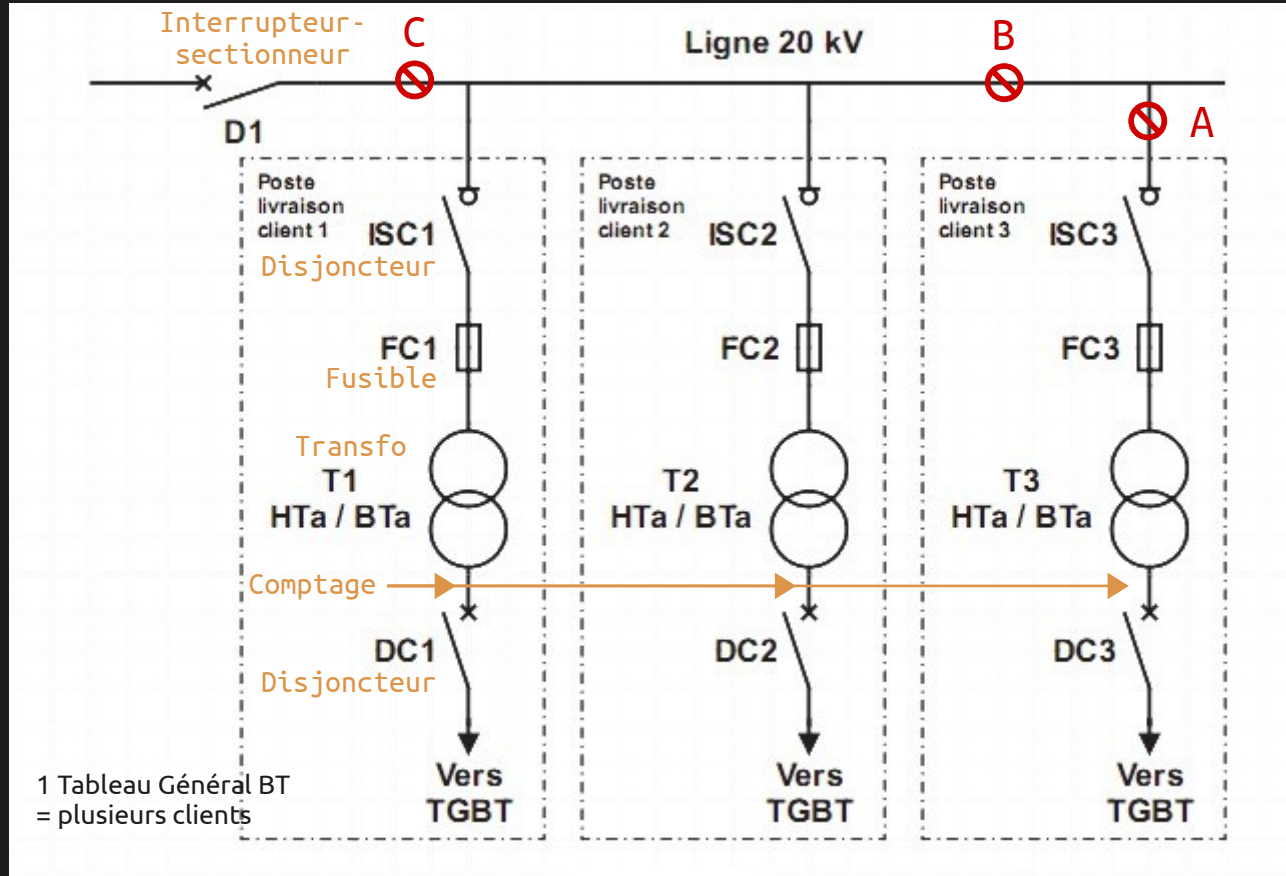 Interrupteur-
sectionneur
C
Ligne 20 kV
B
A
D1
Poste
livraison
client 1
ISC1
Disjoncteur
FC1
Fusible
Transfo
T1
HTa / BTa
Comptage
DC1
Disjoncteur
Vers
TGBT
Poste
livraison
client 2
ISC2
FC2
T2
HTa / BTa
DC2
Vers
TGBT
Poste
livraison
client 3
ISC3
FC3
T3
HTa / BTa
DC3
Vers
TGBT
1 Tableau Général BT
= plusieurs clients